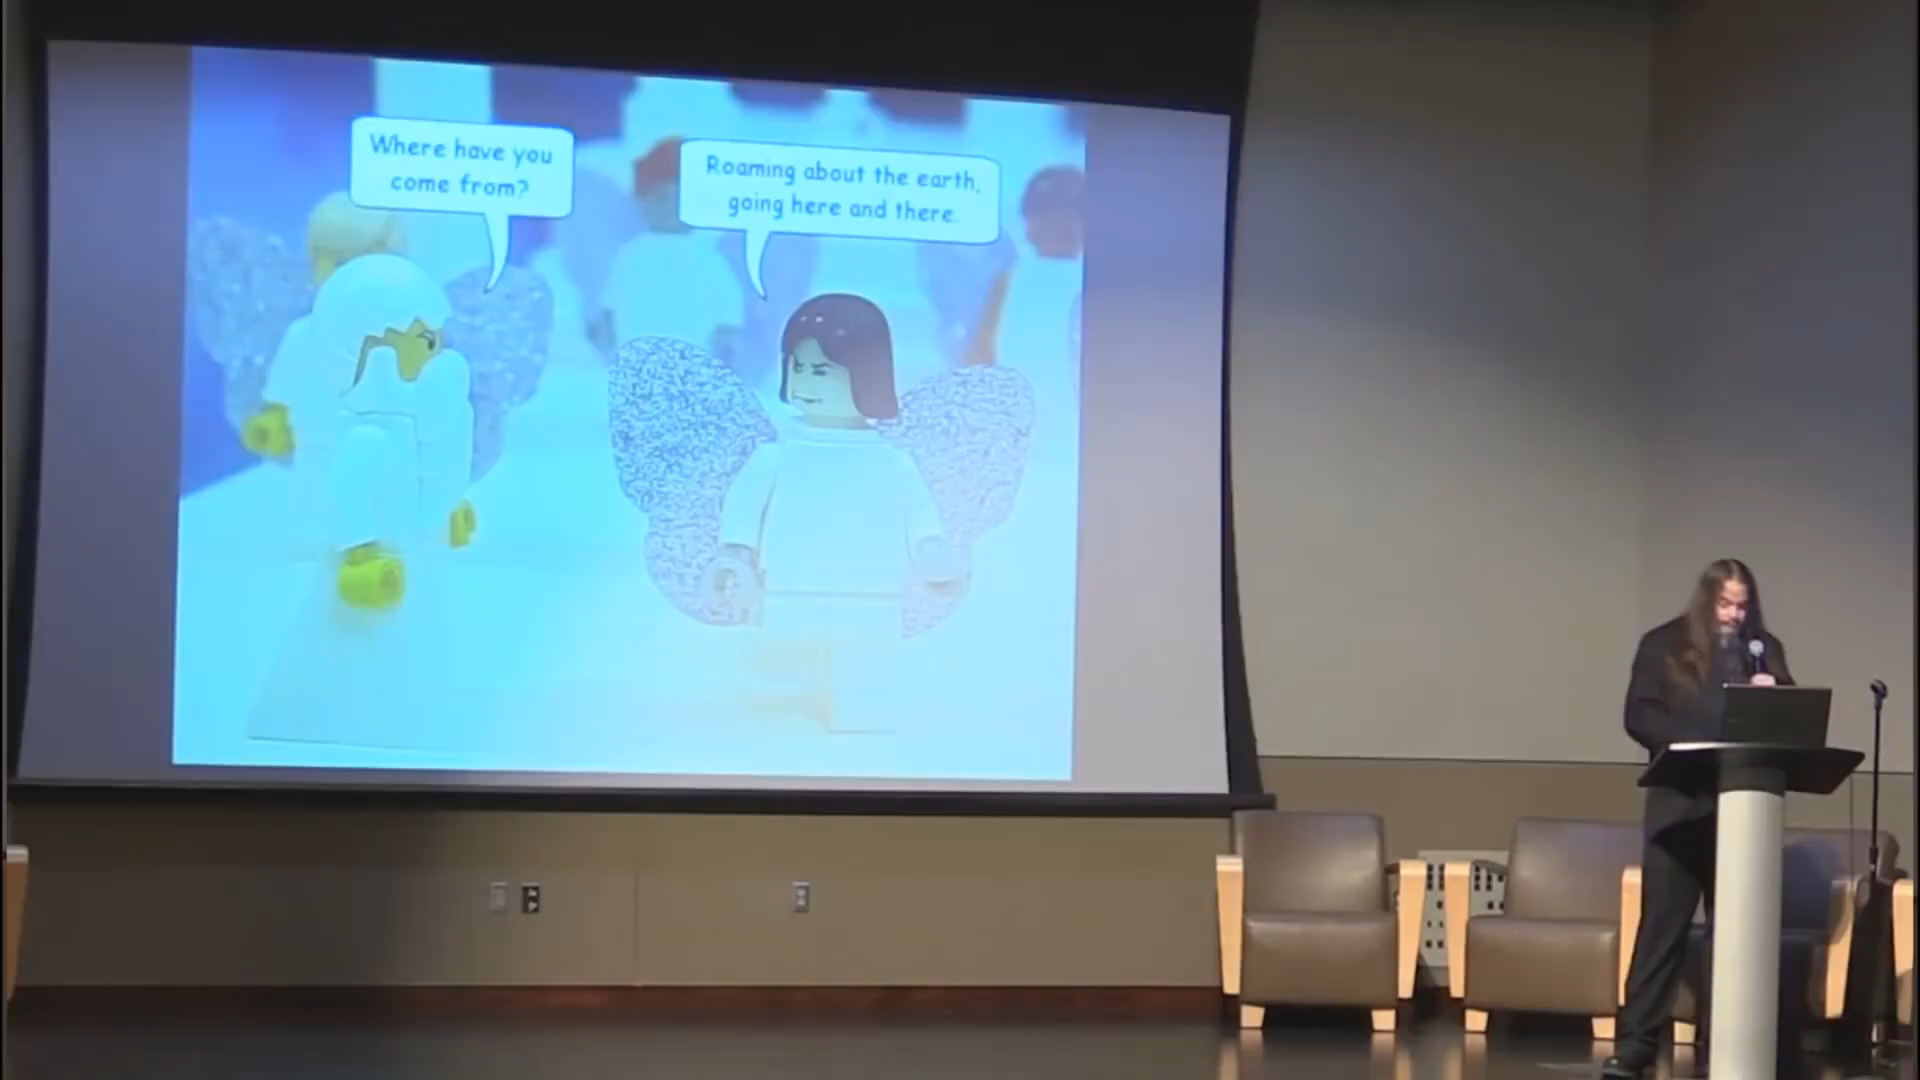 Where have you
come from?
Roaming about the earth,
going here and there.